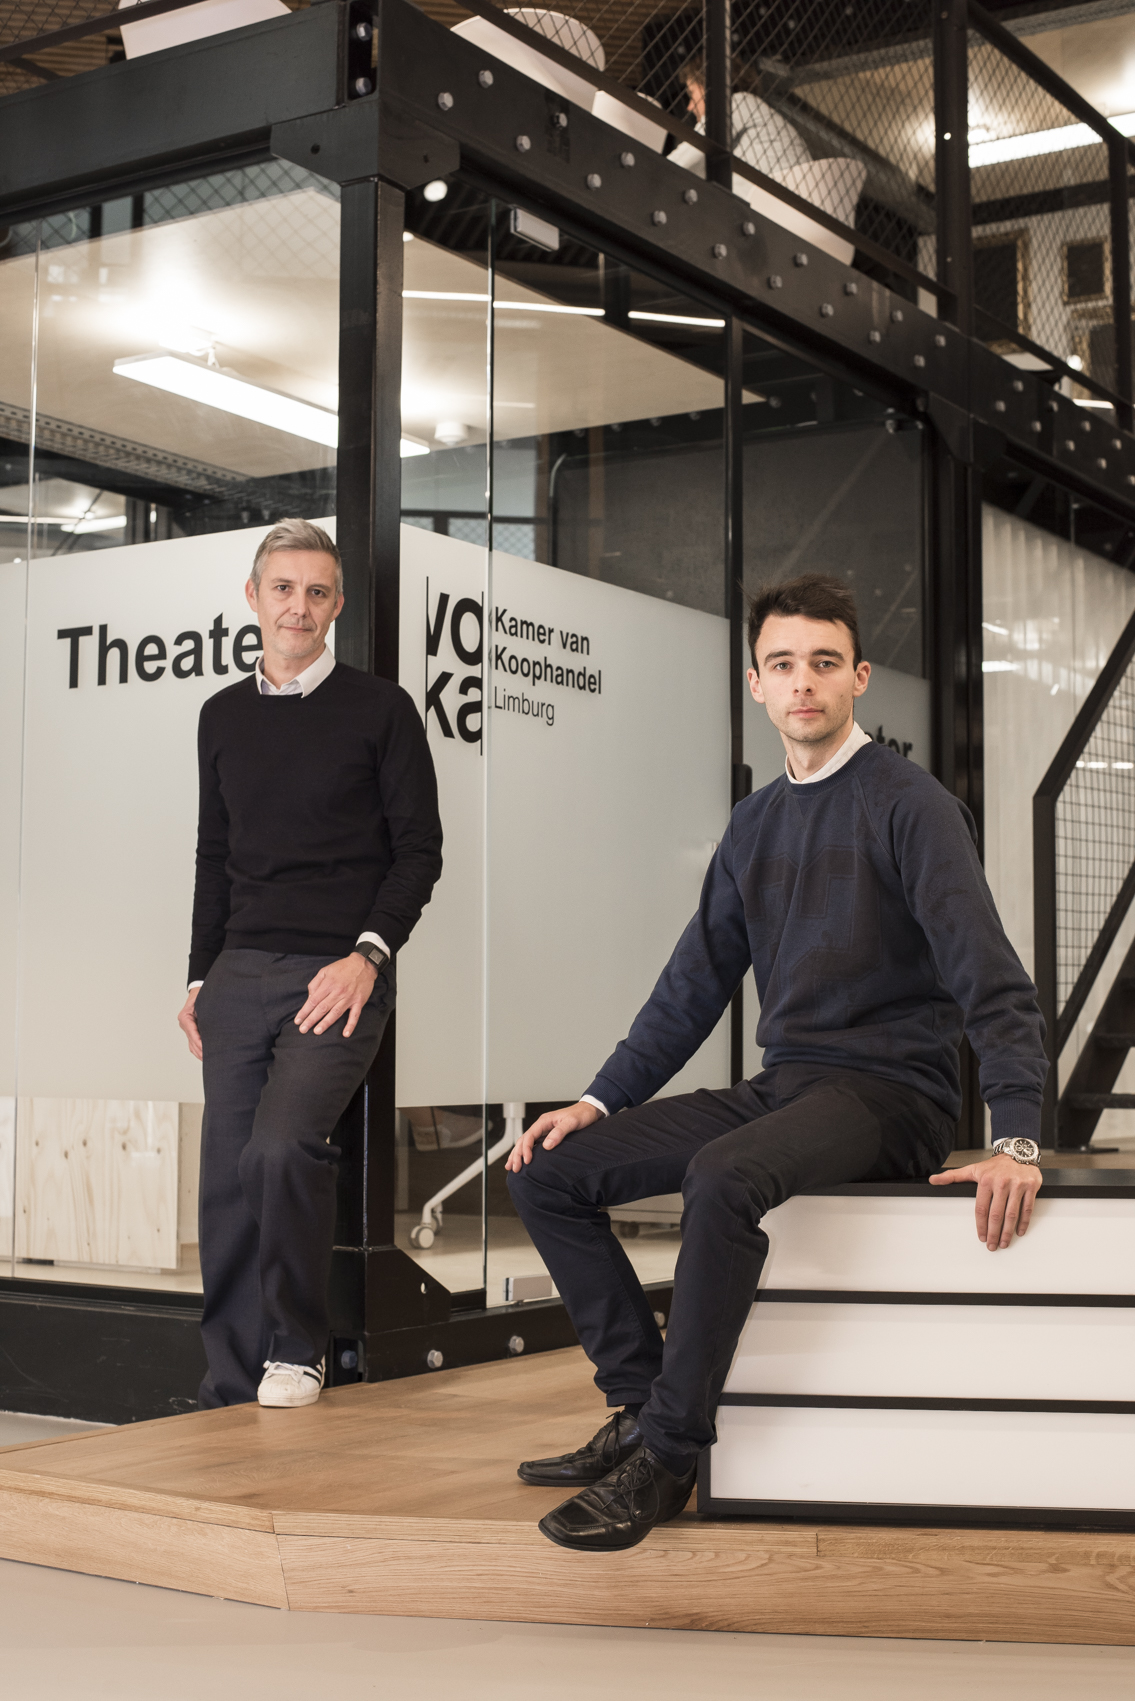 Theate
vo
ka
Kamer van
Koophandel
Limburg